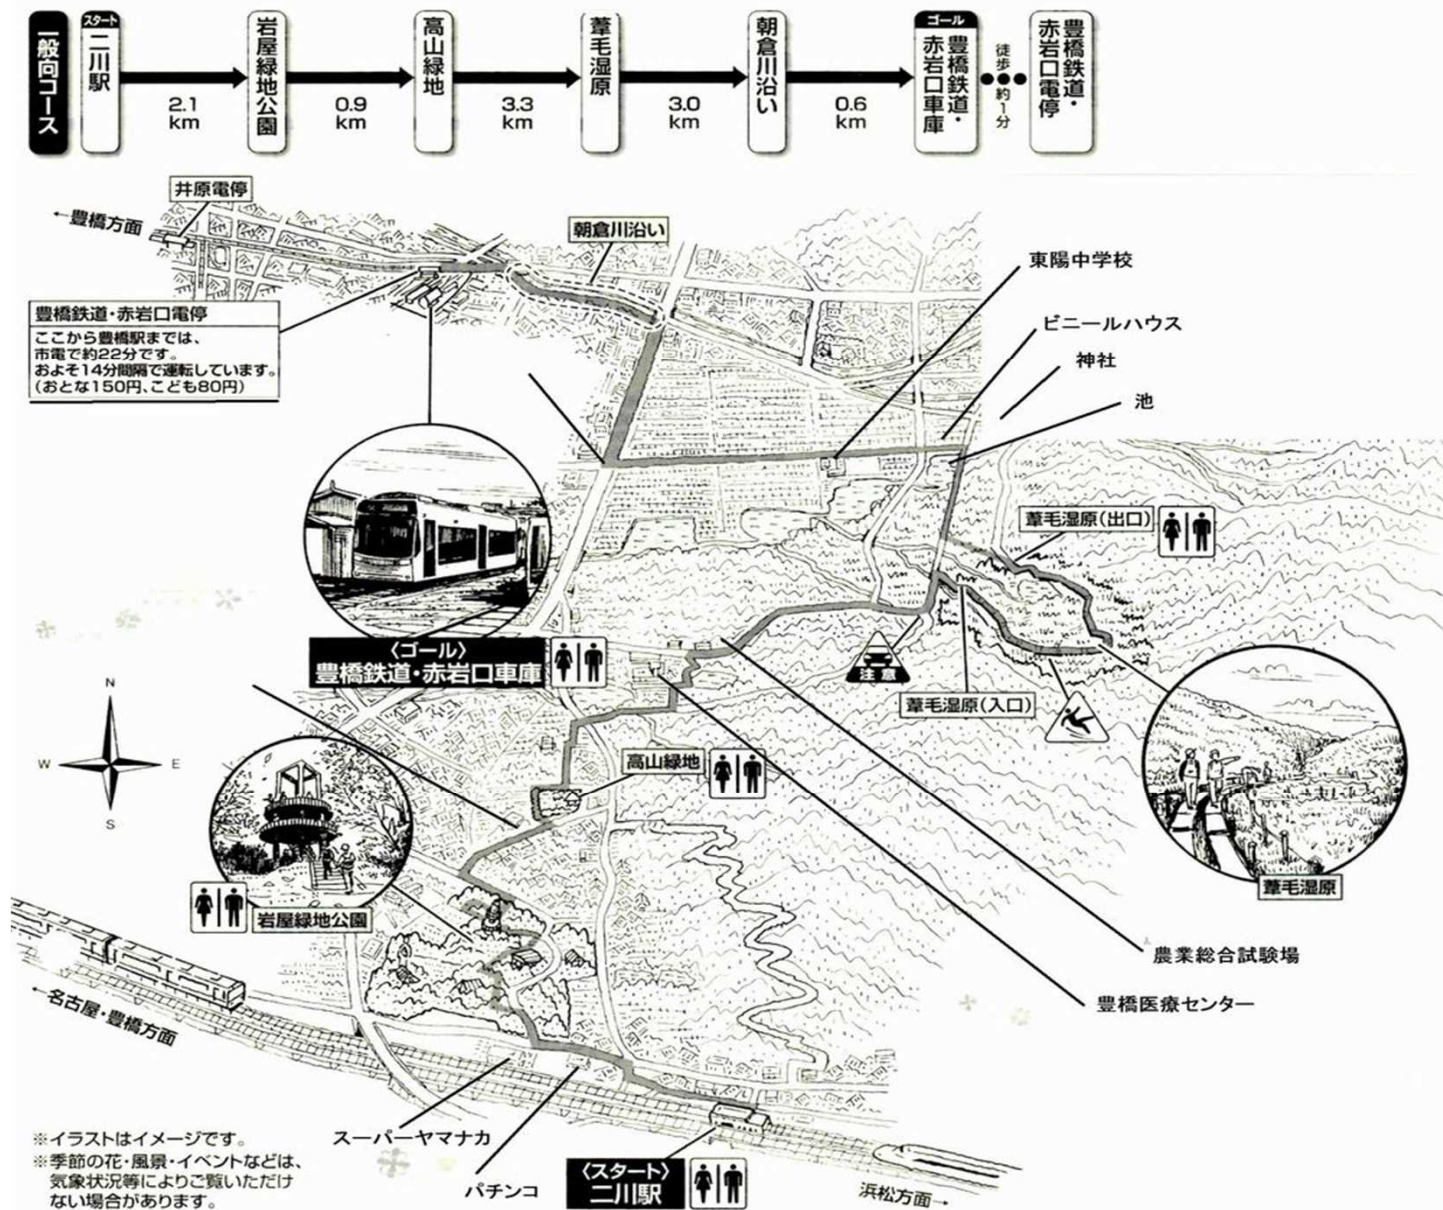 一般向コース
スタート
二川駅
2.1
km
岩屋緑地公園
0.9
km
高山緑地
3.3
km
葦毛湿原
3.0
km
朝倉川沿い
0.6
km
ゴール
豊橋鉄道・
赤岩口車庫
徒歩
約1分
豊橋鉄道・
赤岩口電停
井原電停
←豊橋方面
朝倉川沿い
東陽中学校
ビニールハウス
神社
池
豊橋鉄道・赤岩口電停
ここから豊橋駅までは、
市電で約22分です。
およそ14分間隔で運転しています。
(おとな150円、こども80円)
葦毛湿原(出口)
〈ゴール〉
豊橋鉄道・赤岩口車庫
注意
葦毛湿原(入口)
N
W
E
S
高山緑地
岩屋緑地公園
葦毛湿原
農業総合試験場
豊橋医療センター
←名古屋・豊橋方面
スーパーヤマナカ
パチンコ
〈スタート〉
二川駅
浜松方面→
※イラストはイメージです。
※季節の花・風景・イベントなどは、
気象状況等によりご覧いただけ
ない場合があります。